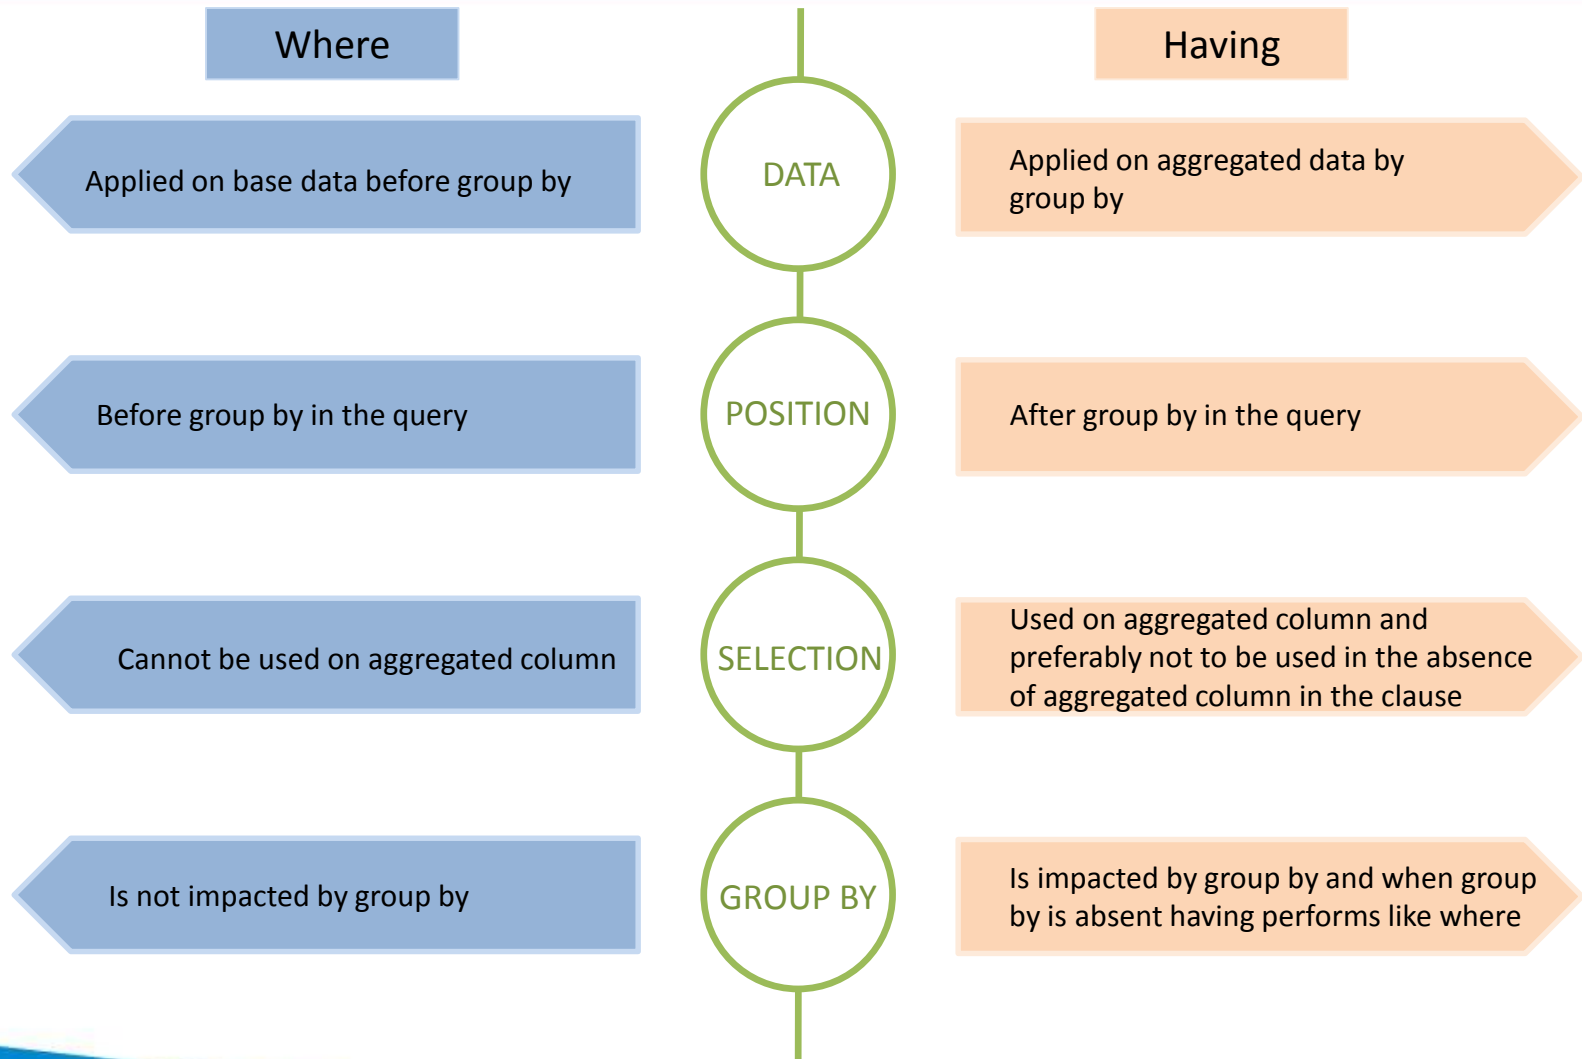 Where
Having
Applied on base data before group by
DATA
Applied on aggregated data by
group by
Before group by in the query
POSITION
After group by in the query
Cannot be used on aggregated column
SELECTION
Used on aggregated column and
preferably not to be used in the absence
of aggregated column in the clause
Is not impacted by group by
GROUP BY
Is impacted by group by and when group
by is absent having performs like where